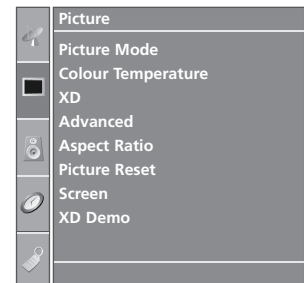 Picture
Picture Mode
Colour Temperature
XD
Advanced
Aspect Ratio
Picture Reset
Screen
XD Demo